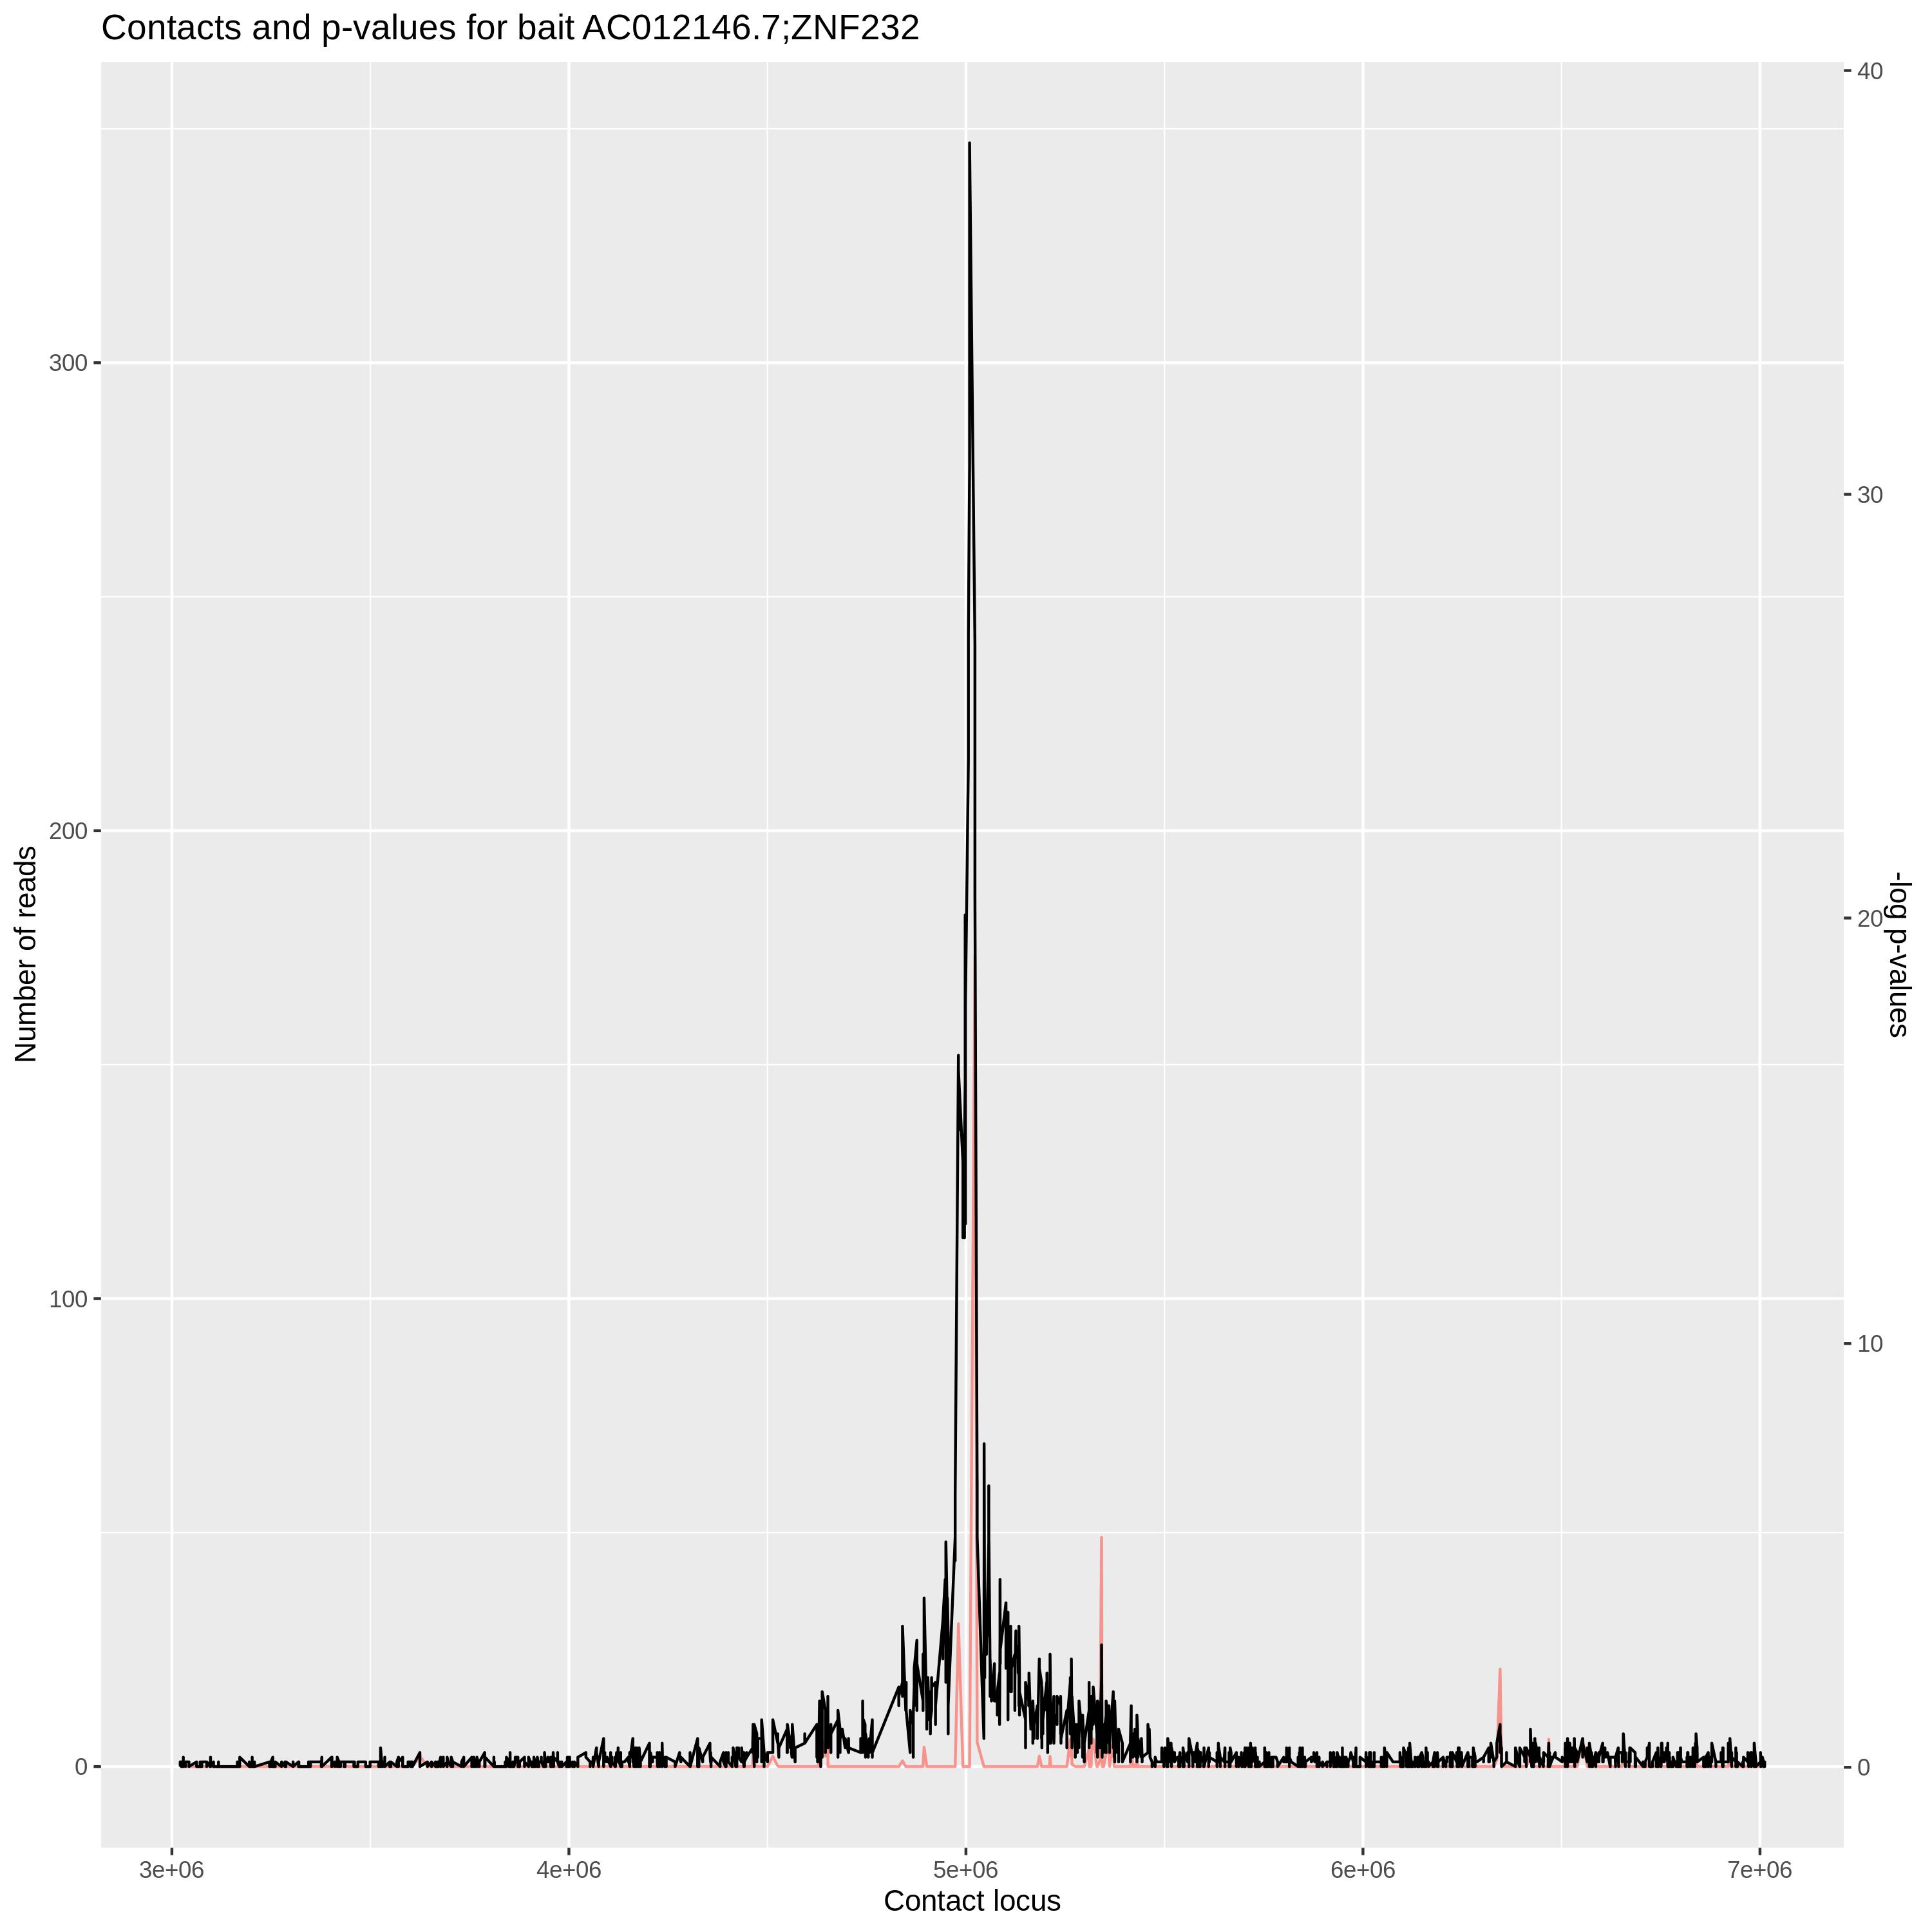 Contacts and p-values for bait AC012146.7;ZNF232
40
300
30
200
20
Number of reads
-log p-values
100
10
0
0
3e+06
4e+06
5e+06
6e+06
7e+06
Contact locus